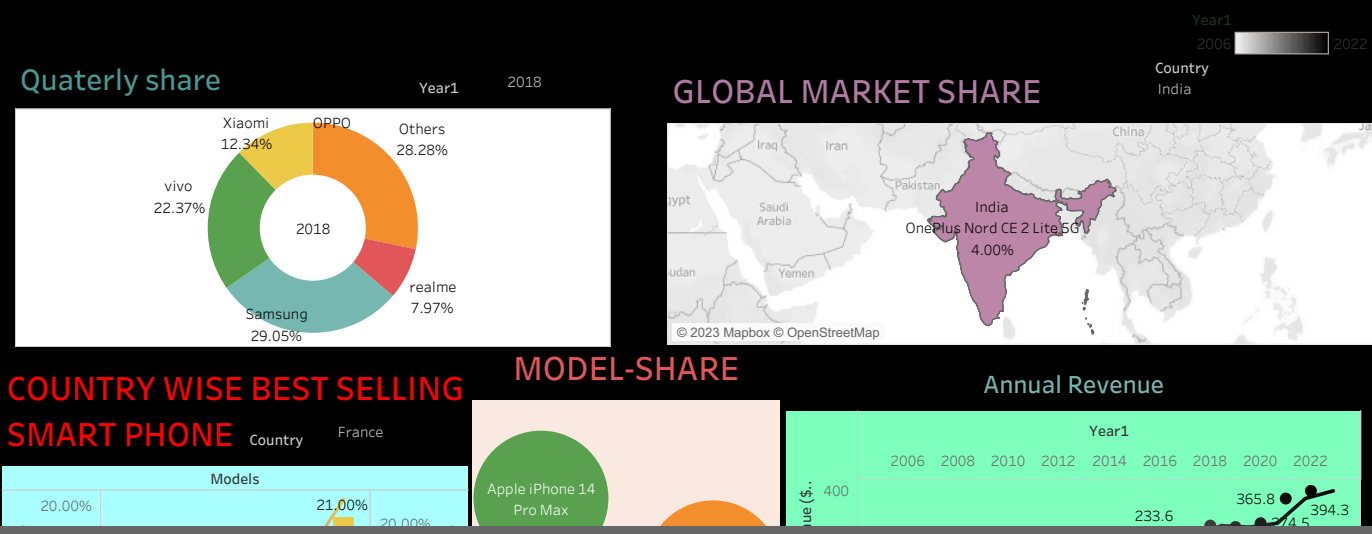 Year1
2006
2022
Quaterly share
Year1
2018
GLOBAL MARKET SHARE
Country
India
Xiaomi
12.34%
OPPO
Others
28.28%
vivo
22.37%
2018
realme
7.97%
Samsung
29.05%
China
Iraq
Iran
Pakistan
Saudi
Arabia
Yemen
India
OnePlus Nord CE 2 Lite 5G
4.00%
© 2023 Mapbox © OpenStreetMap
COUNTRY WISE BEST SELLING
SMART PHONE
Country
France
MODEL-SHARE
Annual Revenue
Models
20.00%
21.00%
20.00%
Apple iPhone 14
Pro Max
Year1
2006 2008 2010 2012 2014 2016 2018 2020 2022
400
365.8
394.3
233.6